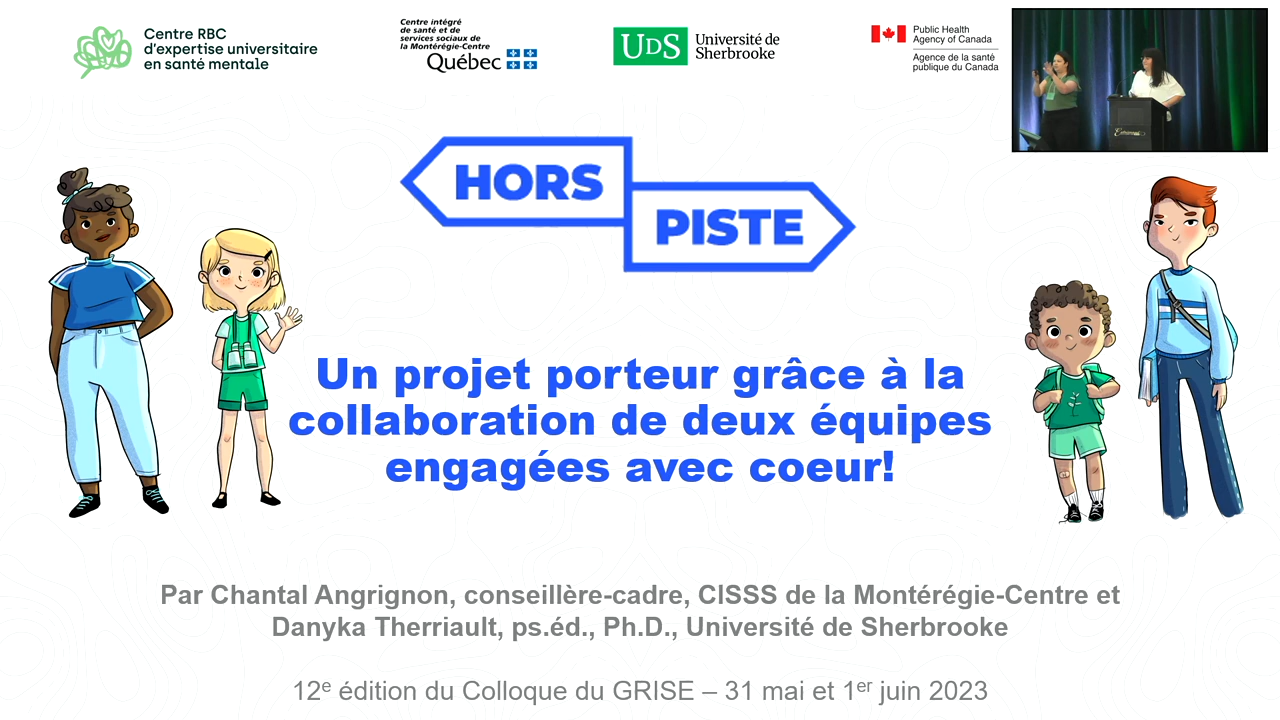 Centre RBC
d'expertise universitaire
en santé mentale
Centre intégré
de santé et de
services sociaux de
la Montérégie-Centre
Québec
UDS
Université de
Sherbrooke
Public Health
Agency of Canada
Agence de la santé
publique du Canada
HORS
PISTE
Un projet porteur grâce à la
collaboration de deux équipes
engagées avec coeur!
Par Chantal Angrignon, conseillère-cadre, CISSS de la Montérégie-Centre et
Danyka Therriault, ps.éd., Ph.D., Université de Sherbrooke
12e édition du Colloque du GRISE – 31 mai et 1er juin 2023